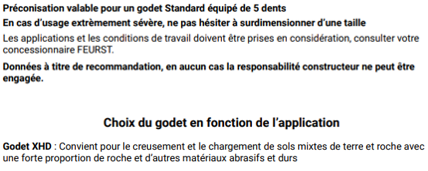 Préconisation valable pour un godet Standard équipé de 5 dents
En cas d'usage extrèmement sévère, ne pas hésiter à surdimensionner d'une taille
Les applications et les conditions de travail doivent être prises en considération, consulter votre
concessionnaire FEURST.
Données à titre de recommandation, en aucun cas la responsabilité constructeur ne peut être
engagée.
Choix du godet en fonction de l'application
Godet XHD : Convient pour le creusement et le chargement de sols mixtes de terre et roche avec
une forte proportion de roche et d'autres matériaux abrasifs et durs